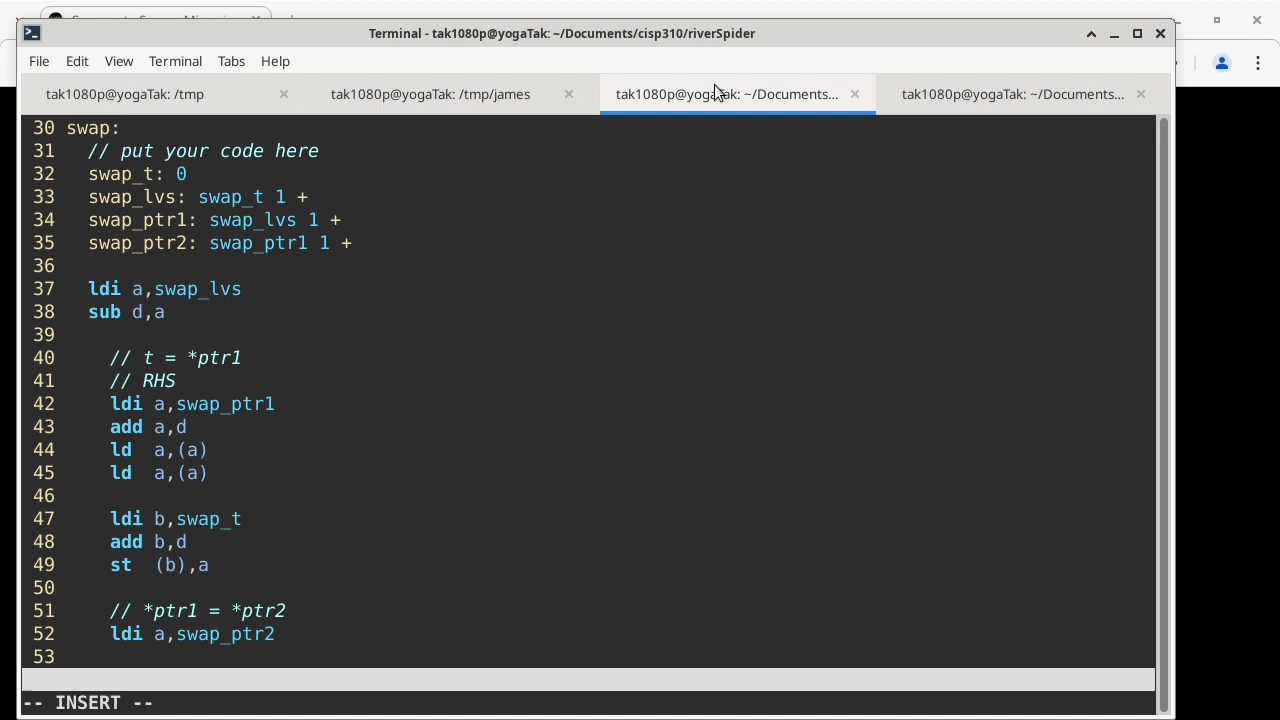 Terminal - tak1080p@yogaTak: ~/Documents/cisp310/riverSpider
File Edit View Terminal Tabs Help
tak1080p@yogaTak: /tmp
tak1080p@yogaTak: /tmp/james
tak1080p@yogaTak: ~/Documents...
tak1080p@yogaTak: ~/Documents...
30 swap:
31   // put your code here
32   swap_t: 0
33   swap_lvs: swap_t 1 +
34   swap_ptr1: swap_lvs 1 +
35   swap_ptr2: swap_ptr1 1 +
36
37   ldi a,swap_lvs
38   sub d,a
39
40     // t = *ptr1
41     // RHS
42     ldi a,swap_ptr1
43     add a,d
44     ld  a,(a)
45     ld  a,(a)
46
47     ldi b,swap_t
48     add b,d
49     st  (b),a
50
51     // *ptr1 = *ptr2
52     ldi a,swap_ptr2
53
-- INSERT --